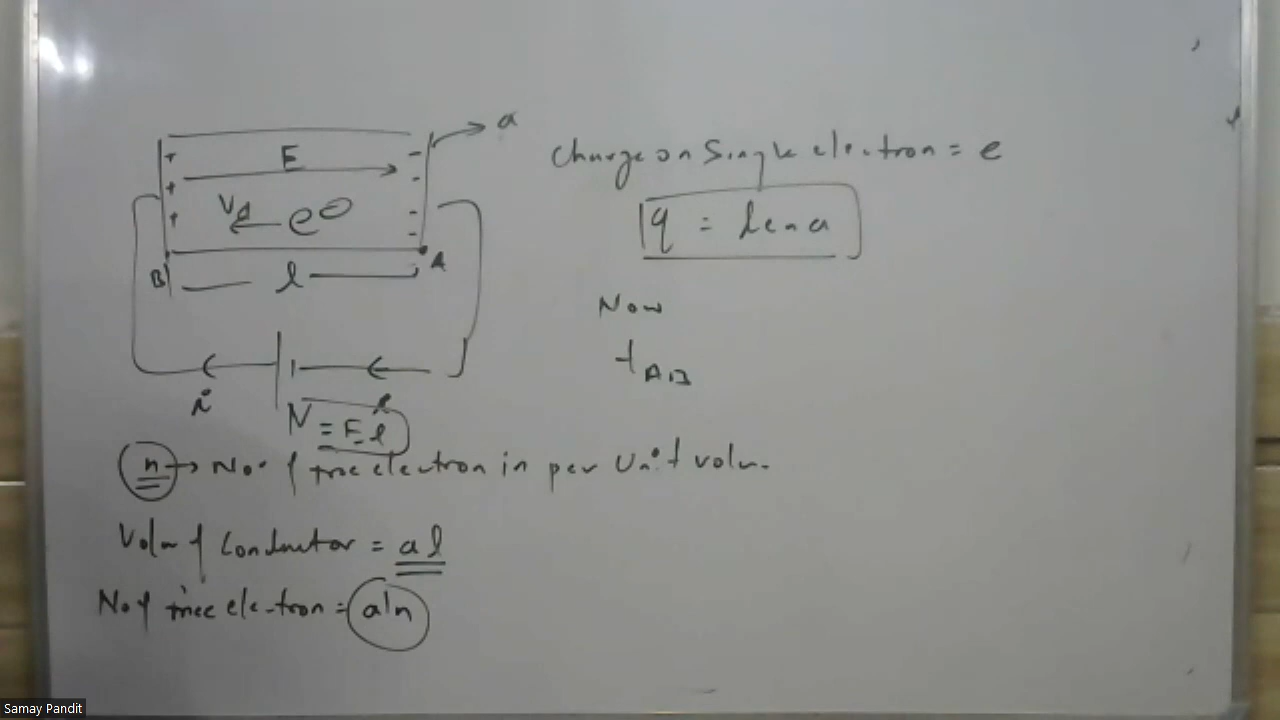 a
+ E -
+ -
+ Vd e⊖ -
B l A
i i
V = El
n → No. of free electron in per Unit volm.
Volm of Conductor = al
No of free electron = aln
Charge on Single electron = e
q = lena
Now
tAB
Samay Pandit